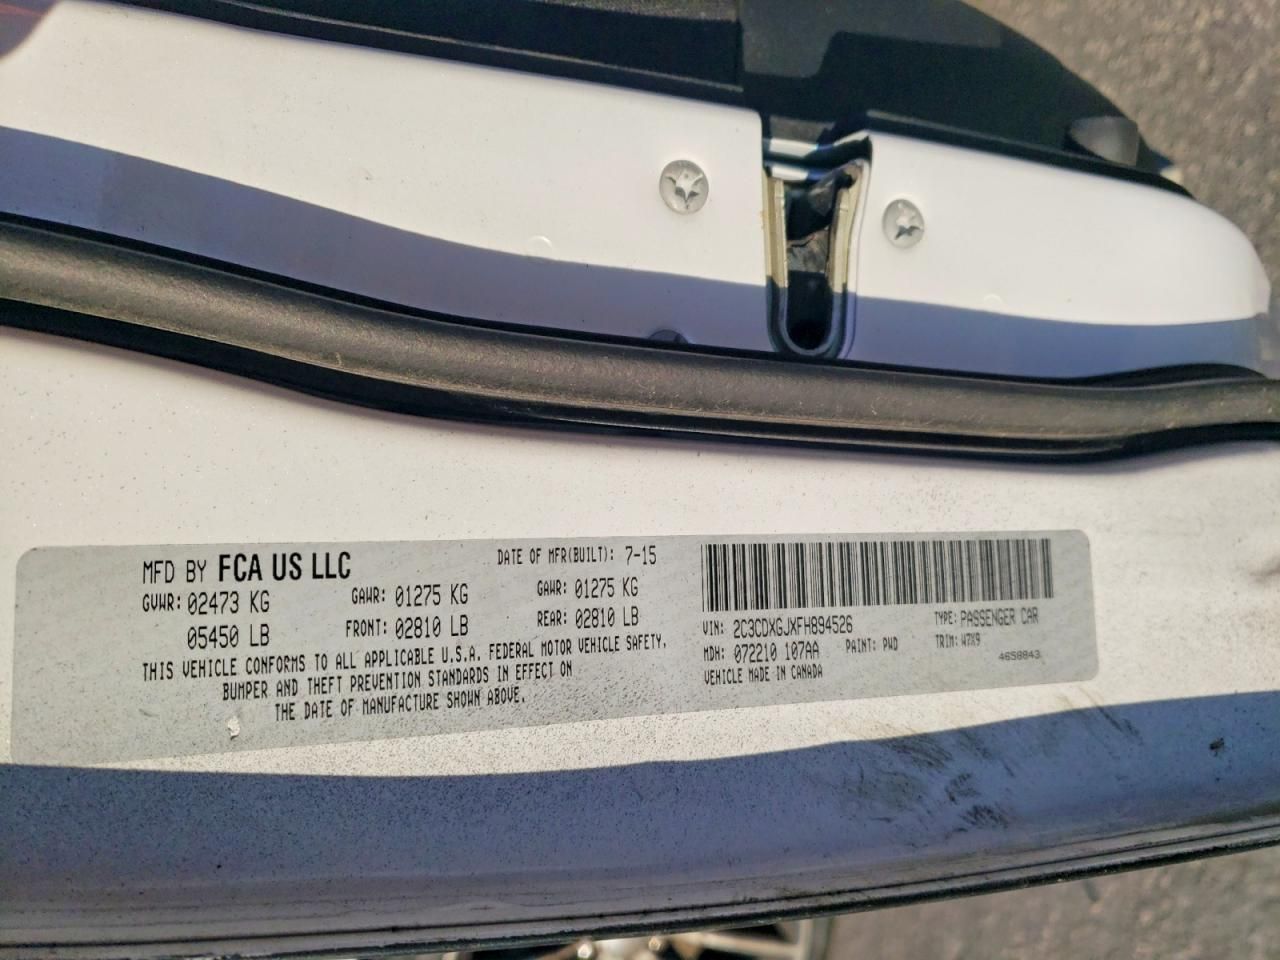 MFD BY FCA US LLC DATE OF MFR(BUILT): 7-15
GVWR: 02473 KG GAWR: 01275 KG GAWR: 01275 KG
05450 LB FRONT: 02810 LB REAR: 02810 LB
THIS VEHICLE CONFORMS TO ALL APPLICABLE U.S.A. FEDERAL MOTOR VEHICLE SAFETY,
BUMPER AND THEFT PREVENTION STANDARDS IN EFFECT ON
THE DATE OF MANUFACTURE SHOWN ABOVE.
VIN: 2C3CDXGJXFH894526 TYPE: PASSENGER CAR
MDH: 072210 107AA PAINT: PWD TRIM: W7X9
VEHICLE MADE IN CANADA 4658843